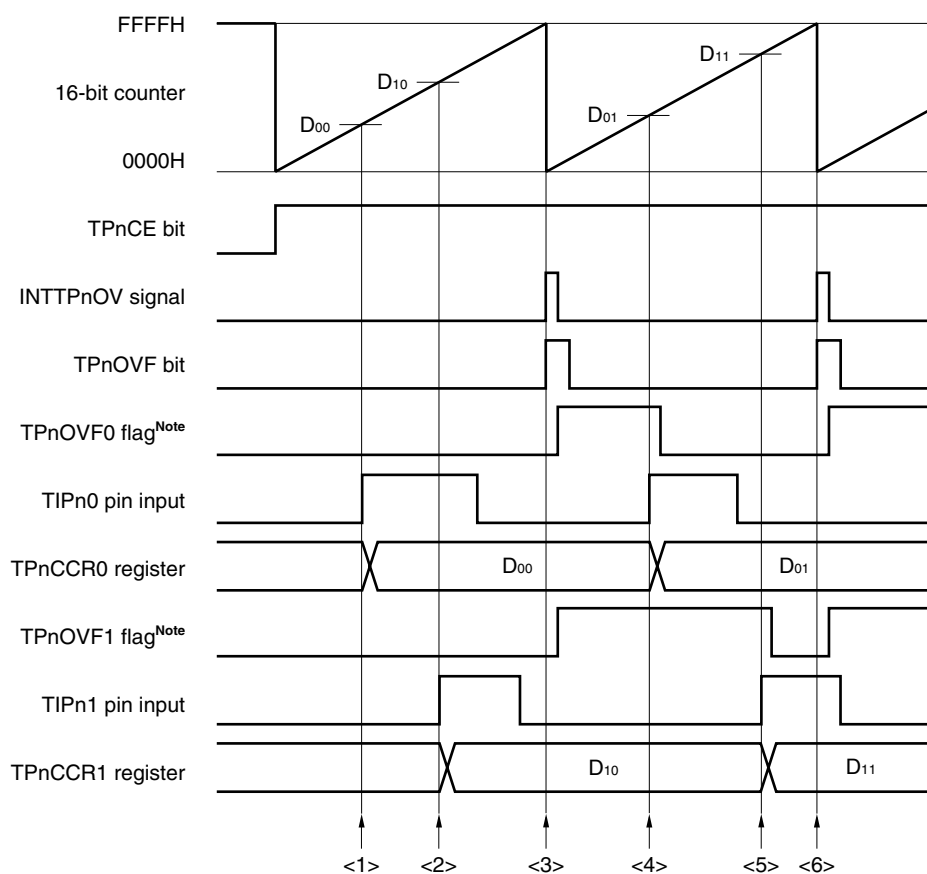 FFFFH
16-bit counter
0000H
D00
D10
D01
D11
TPnCE bit
INTTPnOV signal
TPnOVF bit
TPnOVF0 flagNote
TIPn0 pin input
TPnCCR0 register
D00
D01
TPnOVF1 flagNote
TIPn1 pin input
TPnCCR1 register
D10
D11
<1>
<2>
<3>
<4>
<5>
<6>